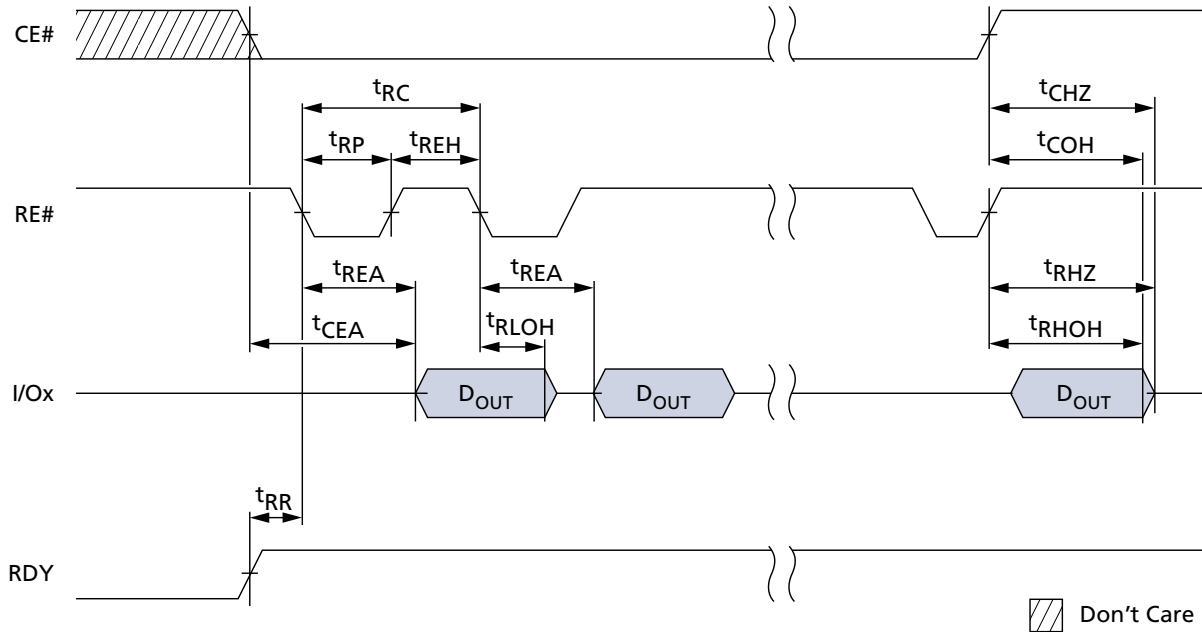 CE#
tRC
tCHZ
tRP
tREH
tCOH
RE#
tREA
tREA
tRHZ
tCEA
tRLOH
tRHOH
I/Ox
DOUT
DOUT
DOUT
tRR
RDY
Don't Care